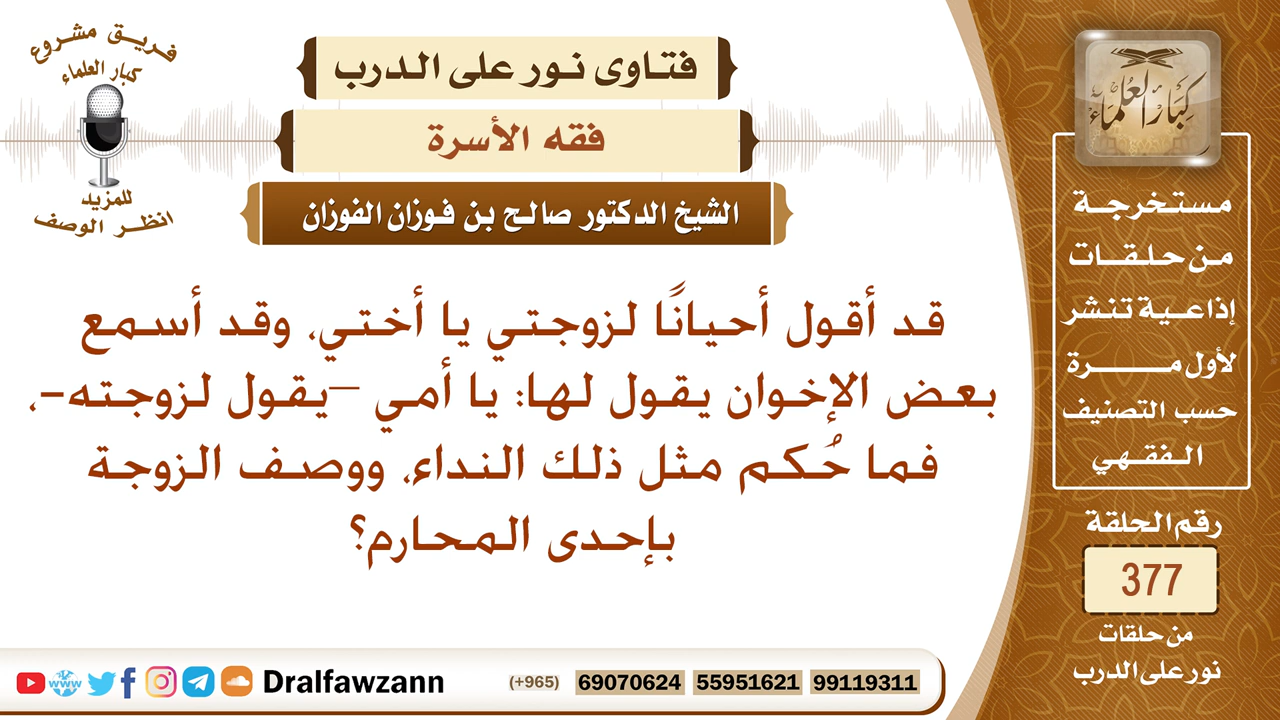 فريق مشروع
كبار العلماء
للمزيد
انظر الوصف
فتاوى نور على الدرب
فقه الأسرة
الشيخ الدكتور صالح بن فوزان الفوزان
قد أقول أحيانًا لزوجتي يا أختي، وقد أسمع
بعض الإخوان يقول لها: يا أمي –يقول لزوجته-،
فما حُكم مثل ذلك النداء، ووصف الزوجة
بإحدى المحارم؟
كبار العلماء
مستخرجة
من حلقات
إذاعية تنشر
لأول مرة
حسب التصنيف
الفقهي
رقم الحلقة
377
من حلقات
نور على الدرب
www Dralfawzann (+965) 69070624 55951621 99119311